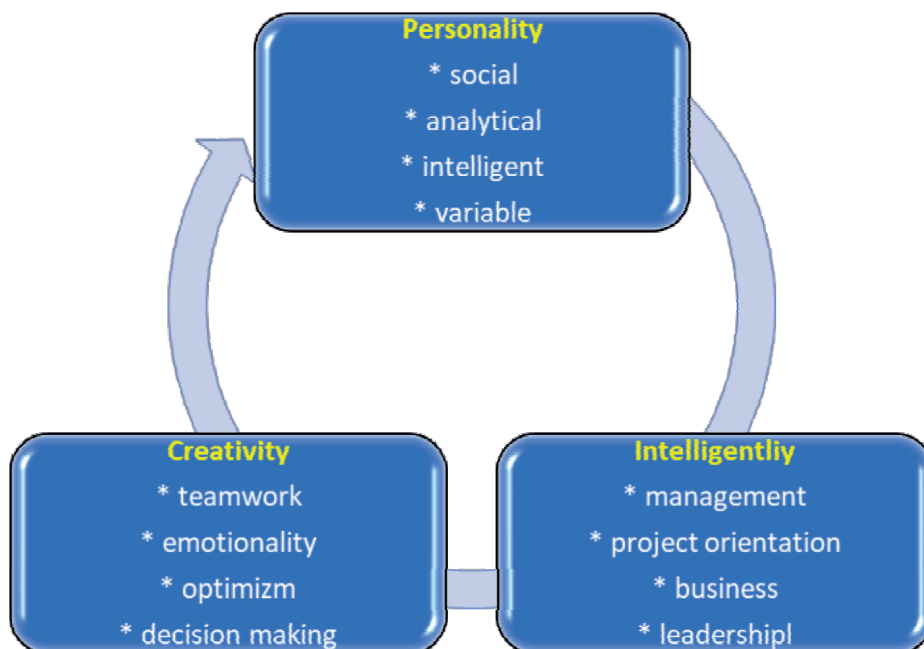 Personality
* social
* analytical
* intelligent
* variable
Creativity
* teamwork
* emotionality
* optimizm
* decision making
Intelligentliy
* management
* project orientation
* business
* leadershipl